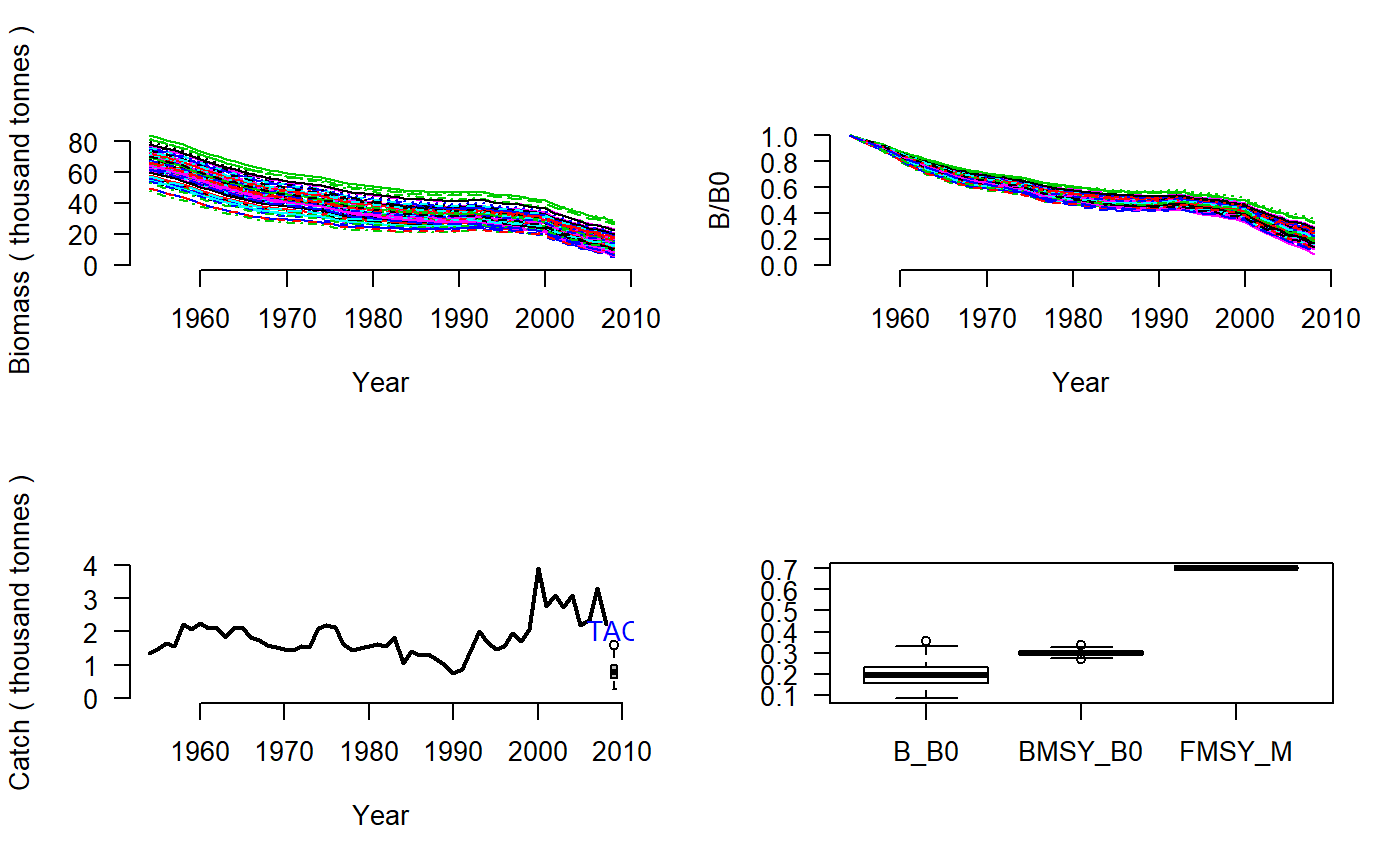 Biomass ( thousand tonnes )
80
60
40
20
0
1960 1970 1980 1990 2000 2010
Year
B/B0
1.0
0.8
0.6
0.4
0.2
0.0
1960 1970 1980 1990 2000 2010
Year
Catch ( thousand tonnes )
4
3
2
1
0
TAC
1960 1970 1980 1990 2000 2010
Year
0.7
0.6
0.5
0.4
0.3
0.2
0.1
B_B0 BMSY_B0 FMSY_M